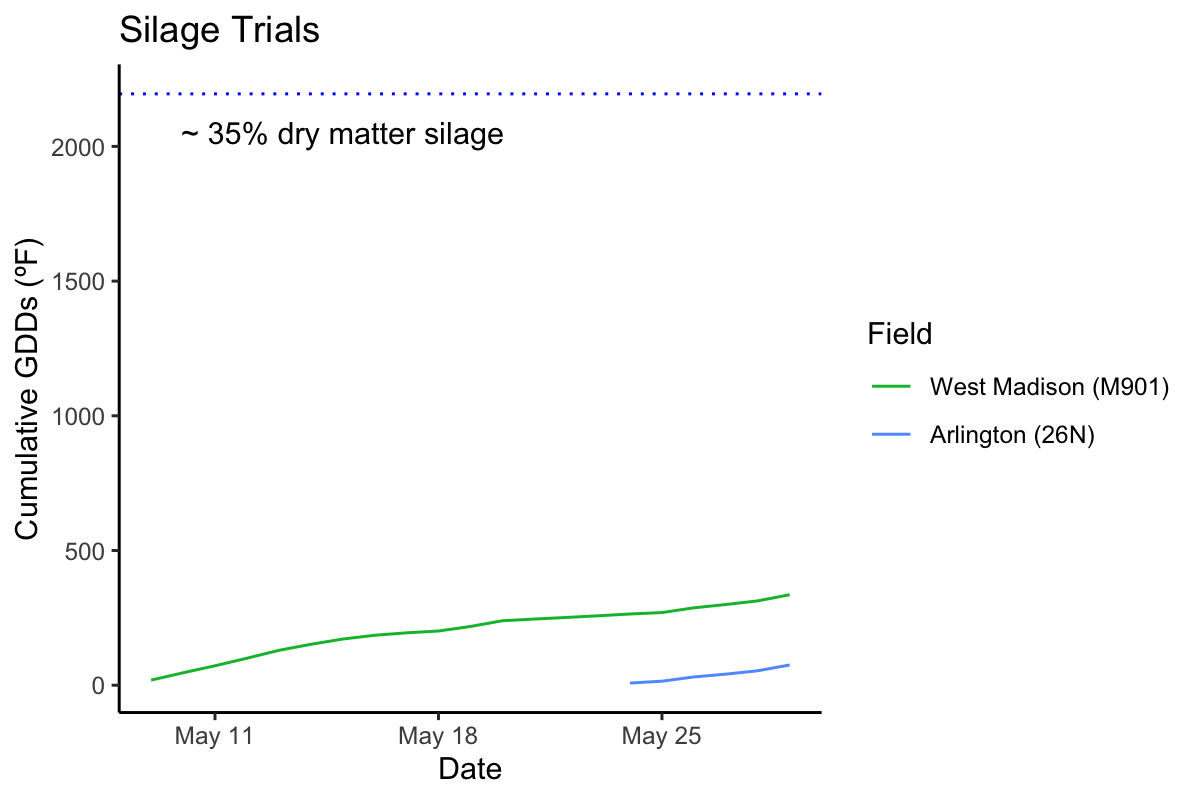 Silage Trials
~ 35% dry matter silage
2000
1500
1000
500
0
Cumulative GDDs (ºF)
May 11
May 18
May 25
Date
Field
West Madison (M901)
Arlington (26N)